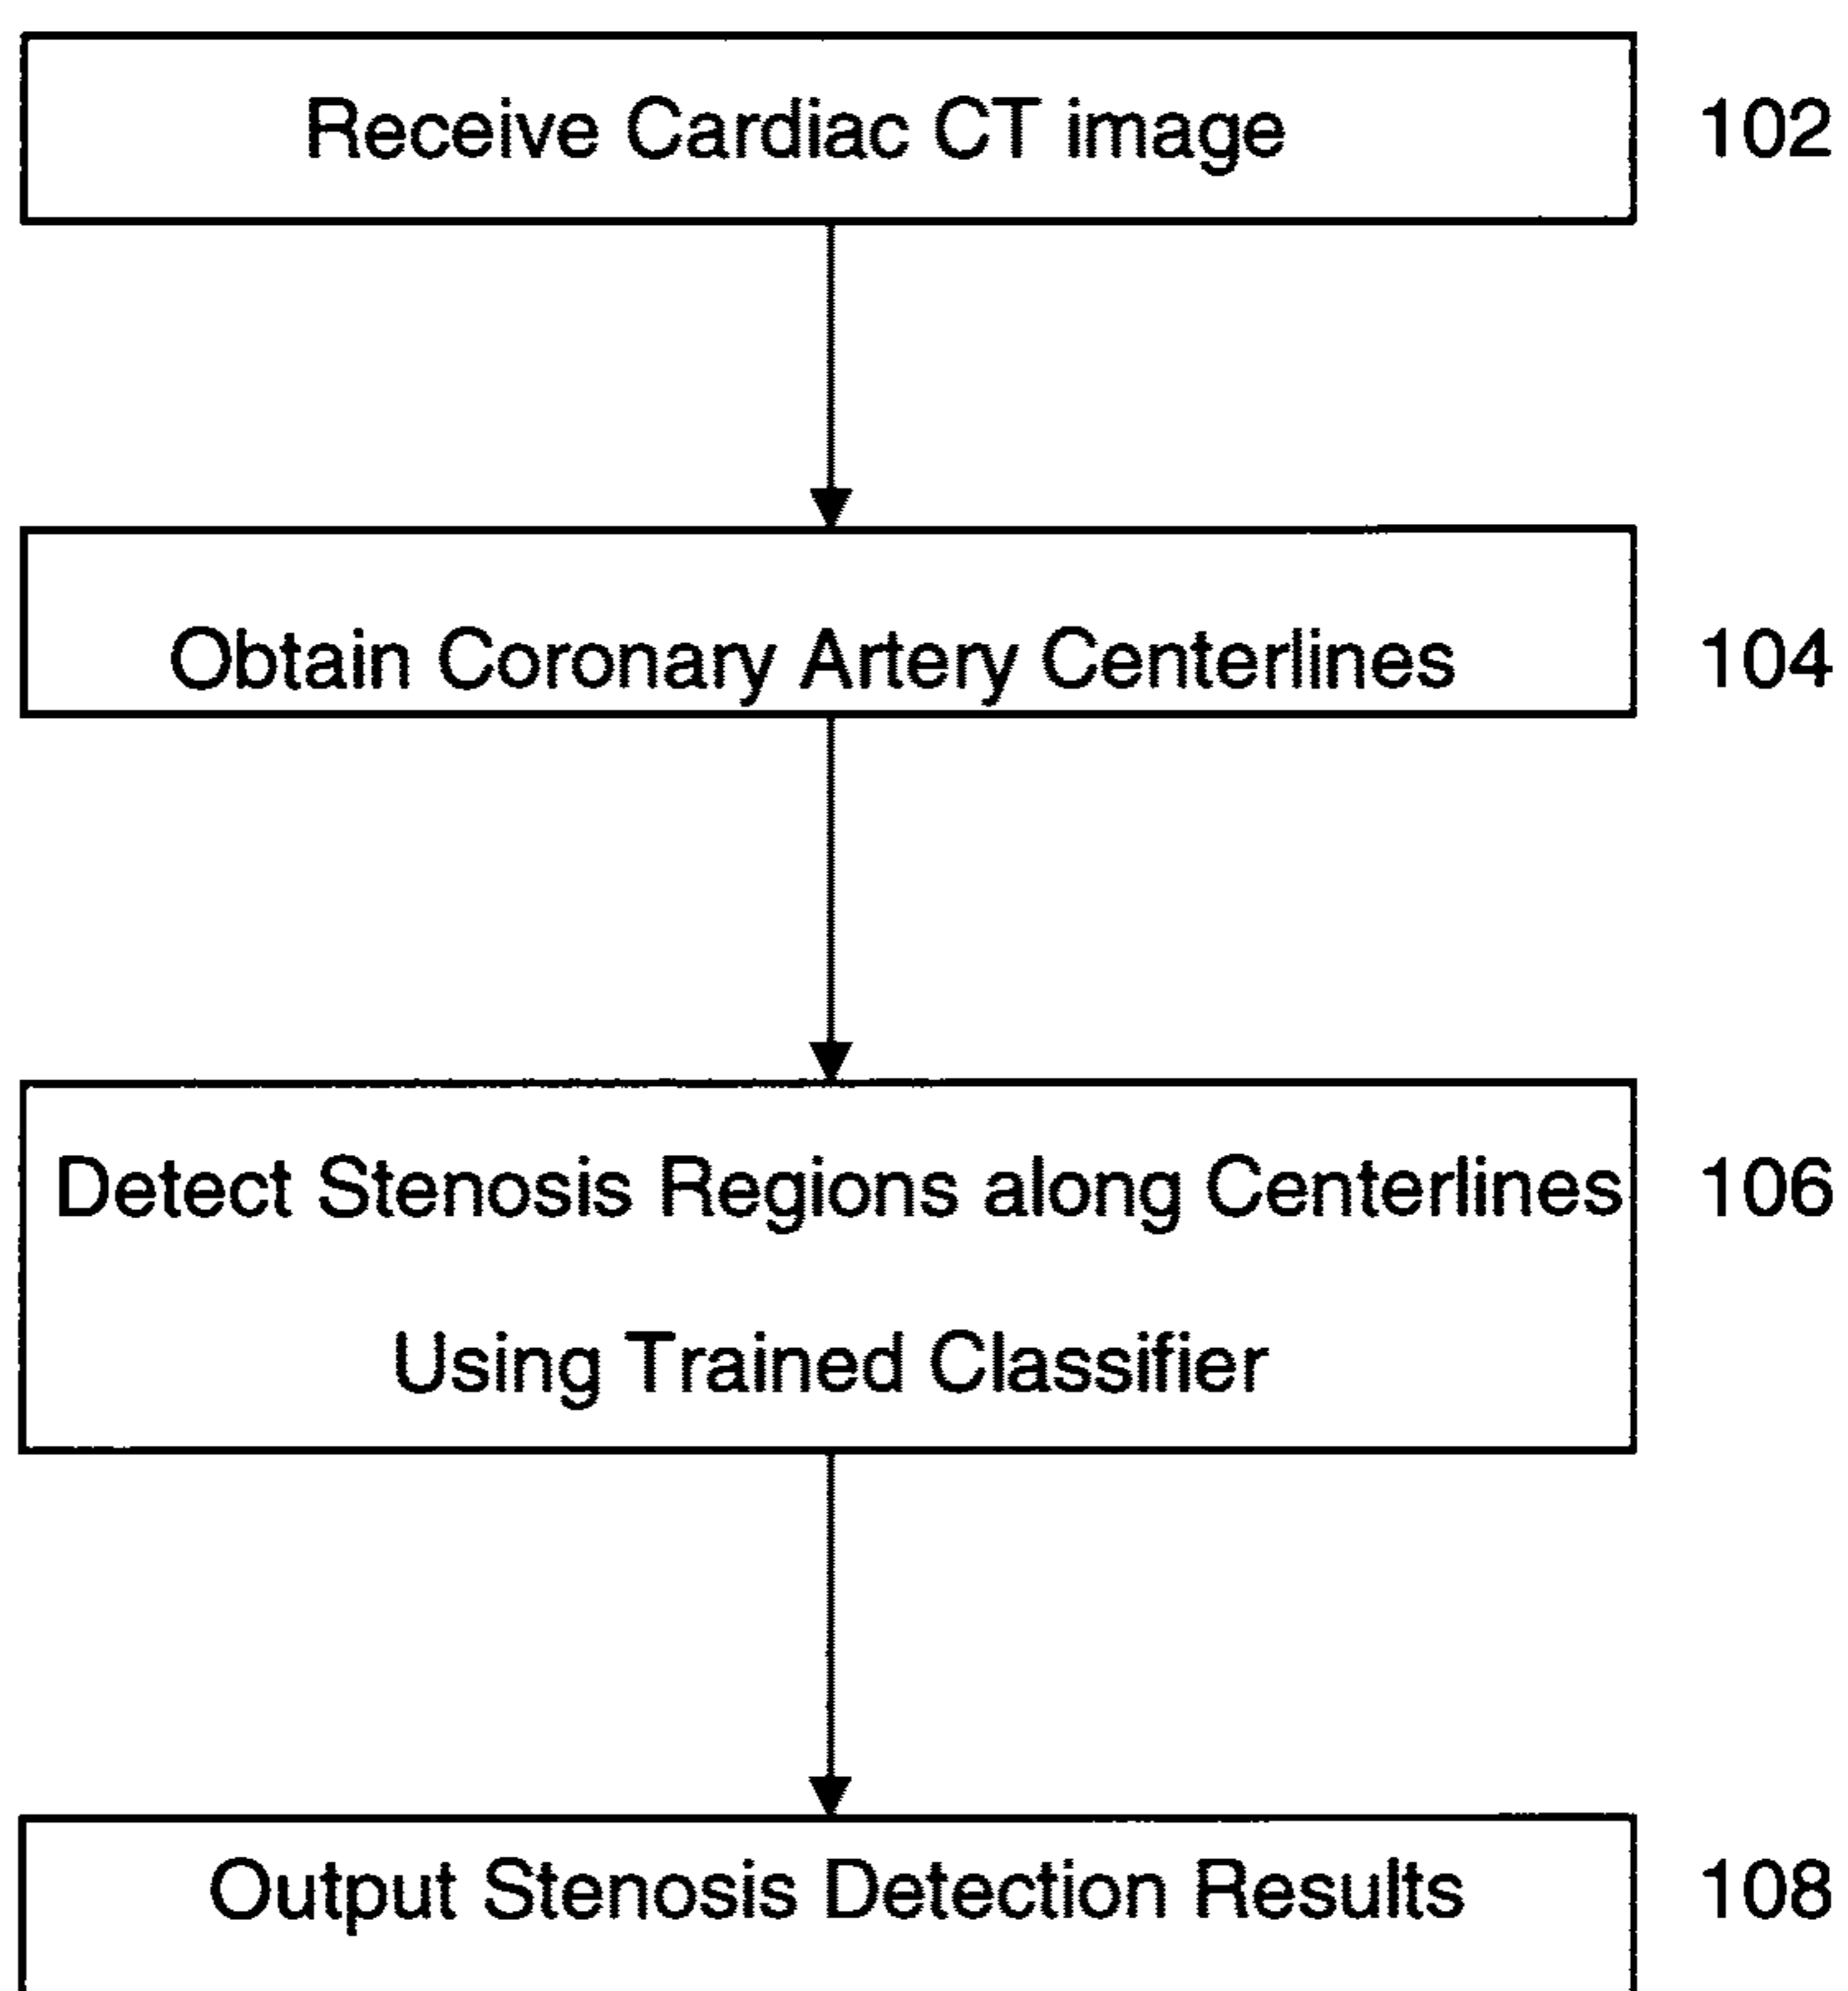 Receive Cardiac CT image 102
Obtain Coronary Artery Centerlines 104
Detect Stenosis Regions along Centerlines 106
Using Trained Classifier
Output Stenosis Detection Results 108